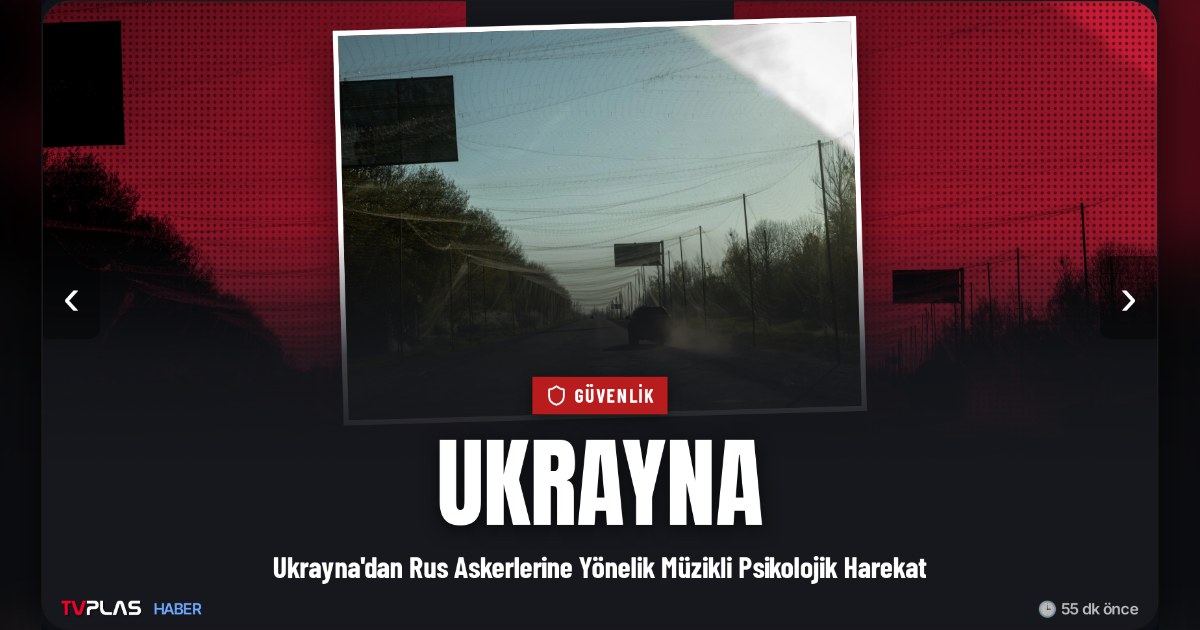 GÜVENLİK
UKRAYNA
Ukrayna'dan Rus Askerlerine Yönelik Müzikli Psikolojik Harekat
TVPLAS HABER
55 dk önce